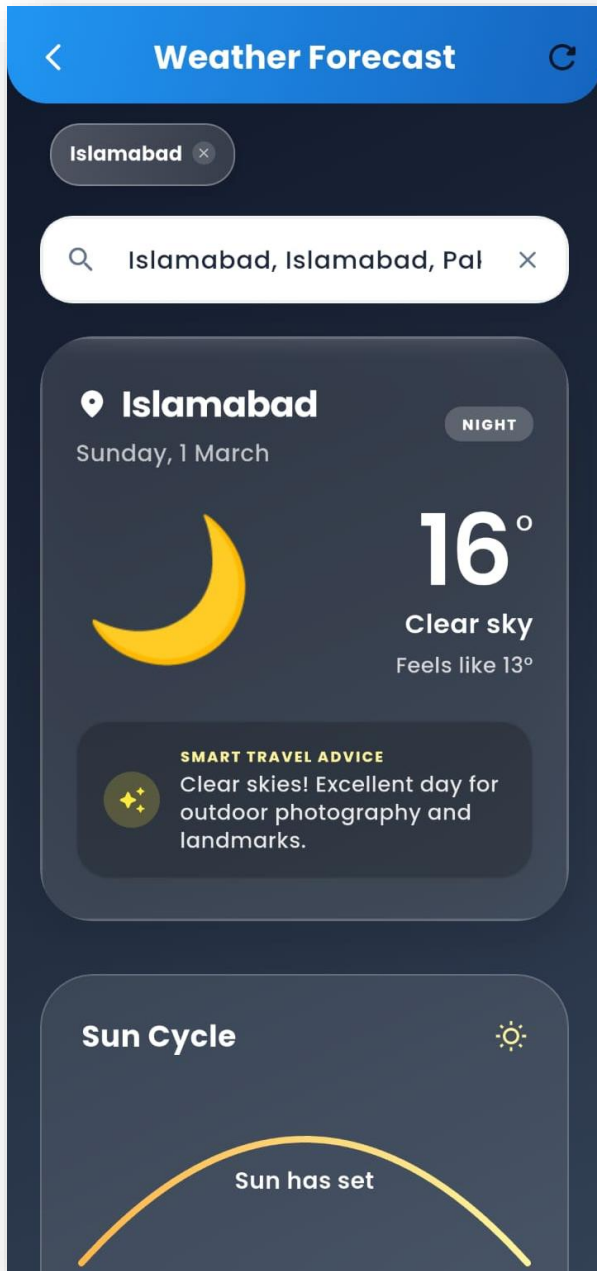 Weather Forecast
Islamabad
Islamabad, Islamabad, Pak
Islamabad
NIGHT
Sunday, 1 March
16°
Clear sky
Feels like 13°
SMART TRAVEL ADVICE
Clear skies! Excellent day for
outdoor photography and
landmarks.
Sun Cycle
Sun has set